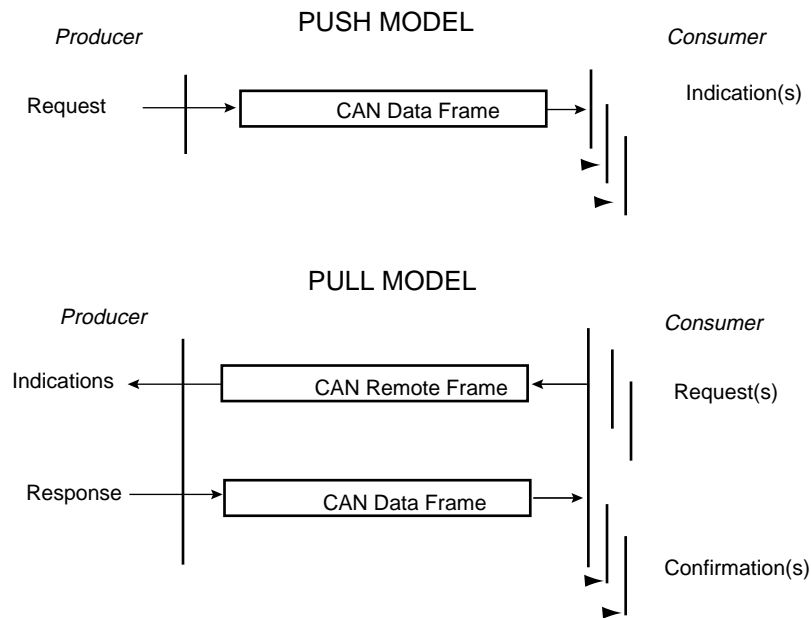 PUSH MODEL
Producer
Consumer
Request
CAN Data Frame
Indication(s)
PULL MODEL
Producer
Consumer
Indications
CAN Remote Frame
Request(s)
Response
CAN Data Frame
Confirmation(s)